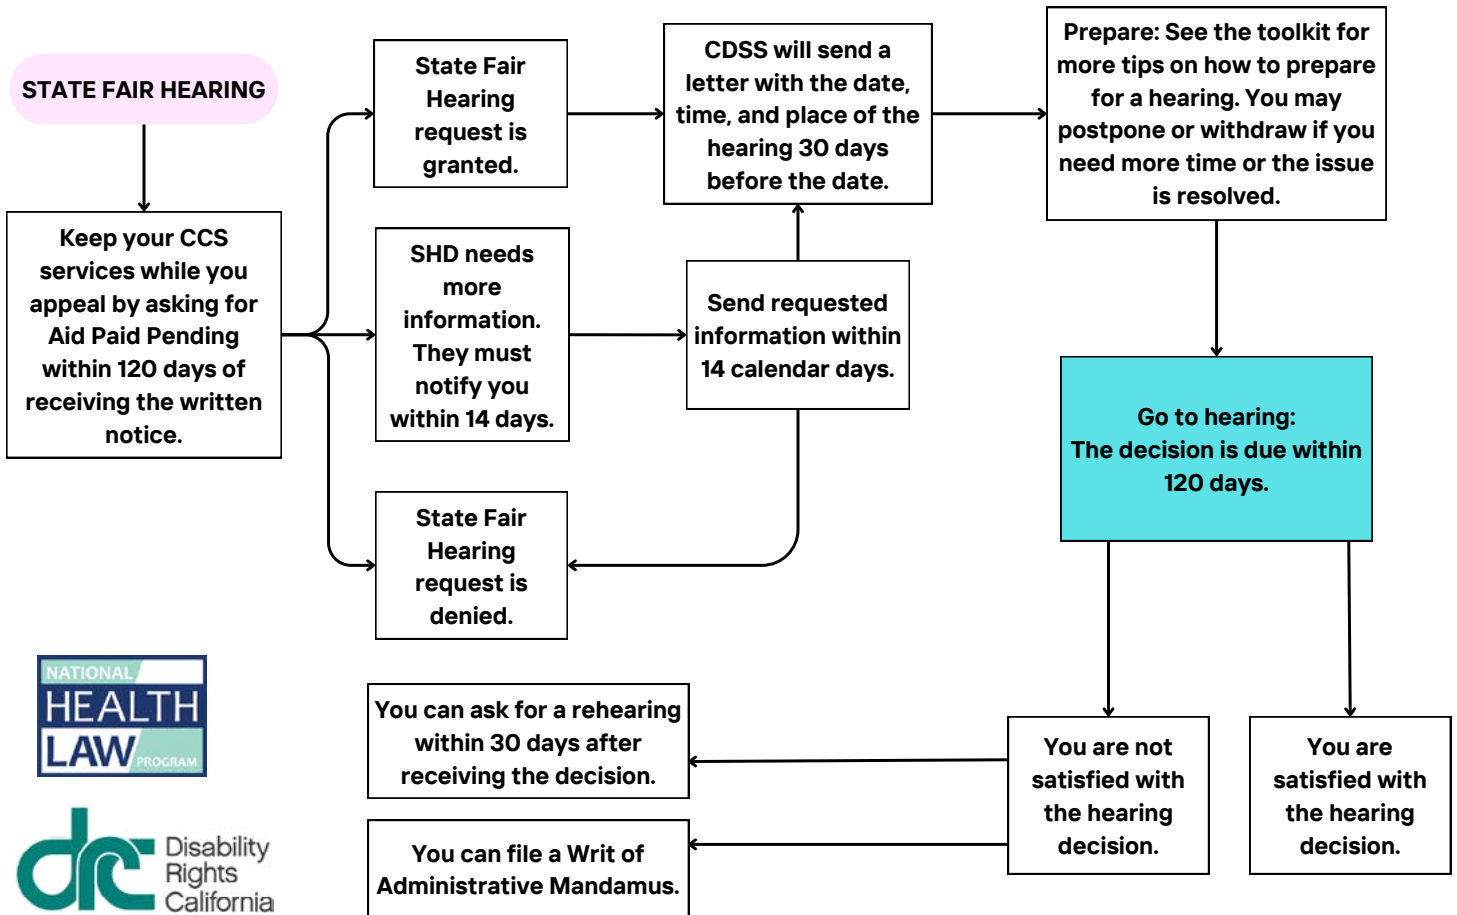 STATE FAIR HEARING
Keep your CCS
services while you
appeal by asking for
Aid Paid Pending
within 120 days of
receiving the written
notice.
State Fair
Hearing
request is
granted.
SHD needs
more
information.
They must
notify you
within 14 days.
State Fair
Hearing
request is
denied.
CDSS will send a
letter with the date,
time, and place of the
hearing 30 days
before the date.
Send requested
information within
14 calendar days.
Prepare: See the toolkit for
more tips on how to prepare
for a hearing. You may
postpone or withdraw if you
need more time or the issue
is resolved.
Go to hearing:
The decision is due within
120 days.
You are not
satisfied with
the hearing
decision.
You are
satisfied with
the hearing
decision.
You can ask for a rehearing
within 30 days after
receiving the decision.
You can file a Writ of
Administrative Mandamus.
NATIONAL
HEALTH
LAW PROGRAM
drc
Disability
Rights
California